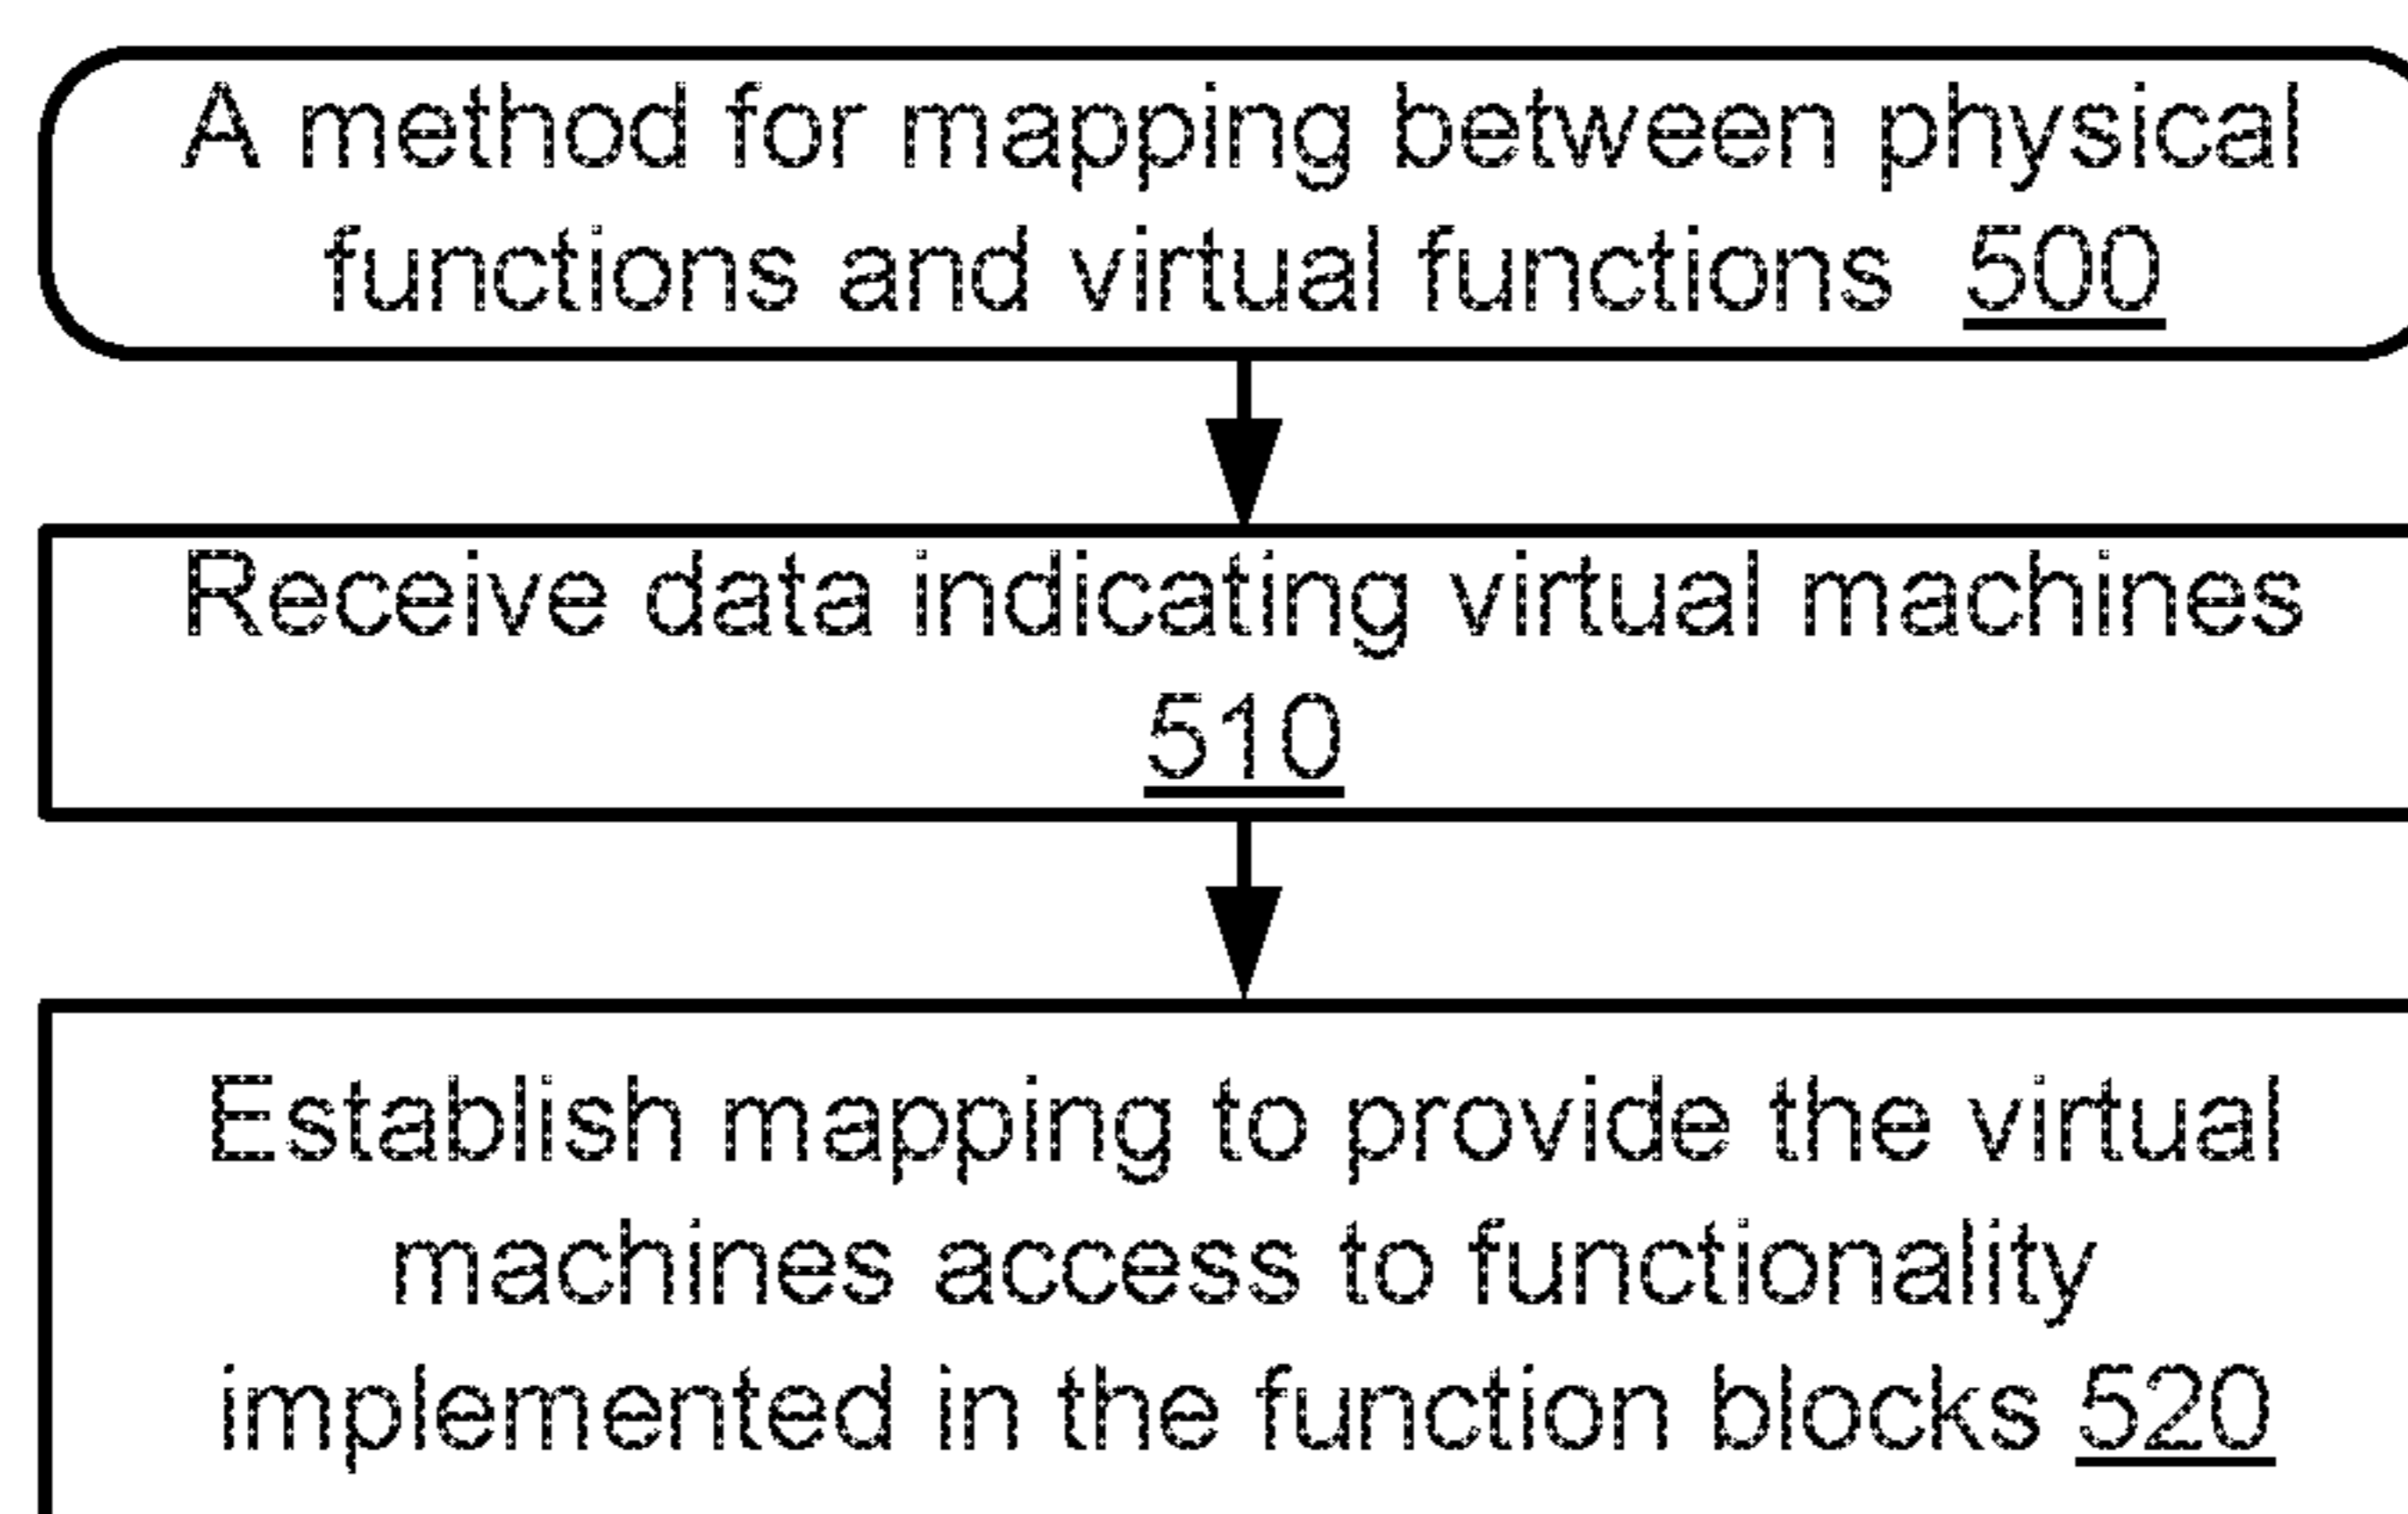 A method for mapping between physical
functions and virtual functions 500
Receive data indicating virtual machines
510
Establish mapping to provide the virtual
machines access to functionality
implemented in the function blocks 520